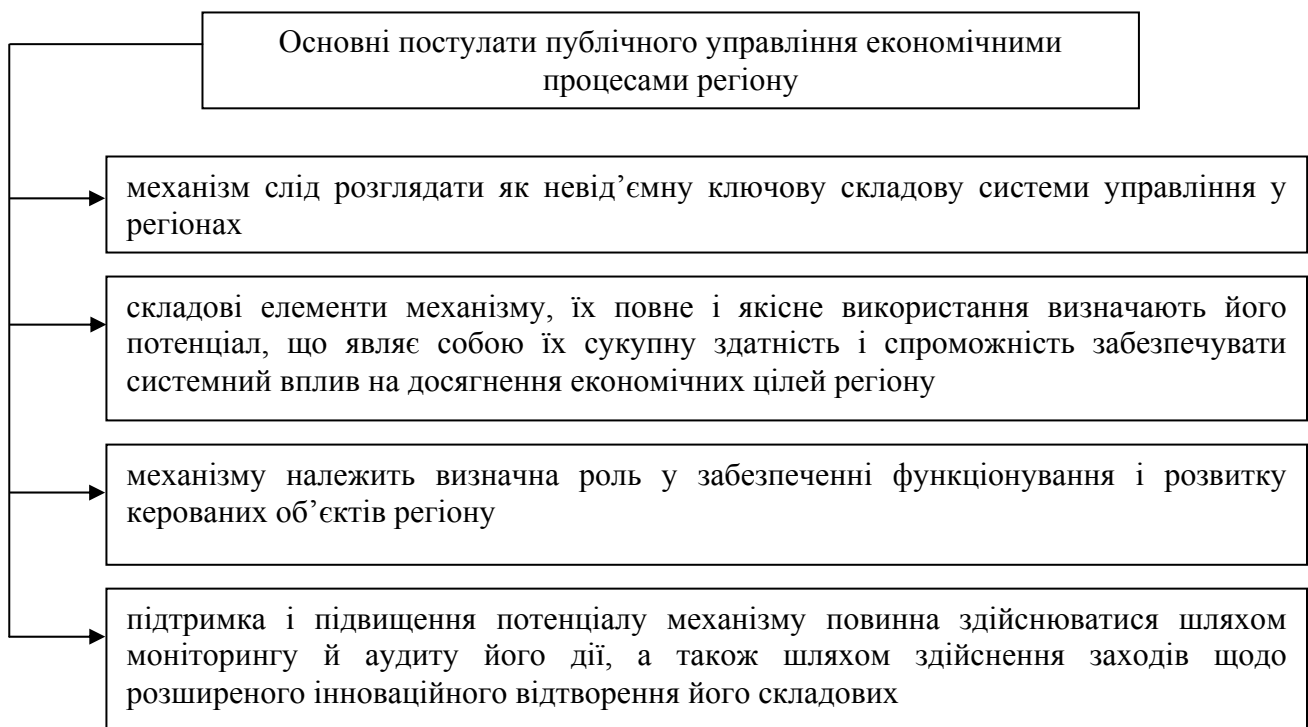 Основні постулати публічного управління економічними
процесами регіону
механізм слід розглядати як невід’ємну ключову складову системи управління у
регіонах
складові елементи механізму, їх повне і якісне використання визначають його
потенціал, що являє собою їх сукупну здатність і спроможність забезпечувати
системний вплив на досягнення економічних цілей регіону
механізму належить визначна роль у забезпеченні функціонування і розвитку
керованих об’єктів регіону
підтримка і підвищення потенціалу механізму повинна здійснюватися шляхом
моніторингу й аудиту його дії, а також шляхом здійснення заходів щодо
розширеного інноваційного відтворення його складових